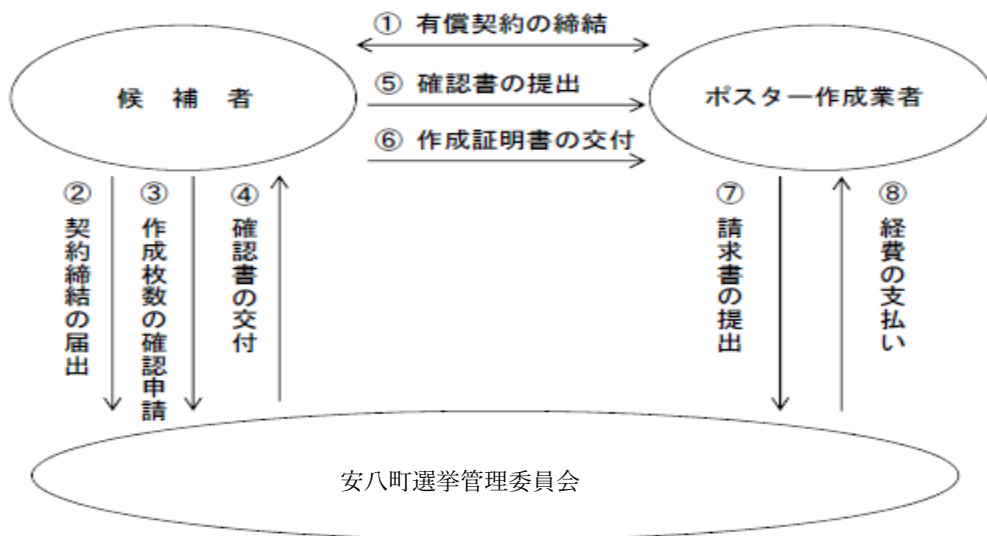 ① 有償契約の締結
候 補 者
⑤ 確認書の提出
ポスター作成業者
⑥ 作成証明書の交付
② 契約締結の届出
③ 作成枚数の確認申請
④ 確認書の交付
⑦ 請求書の提出
⑧ 経費の支払い
安八町選挙管理委員会